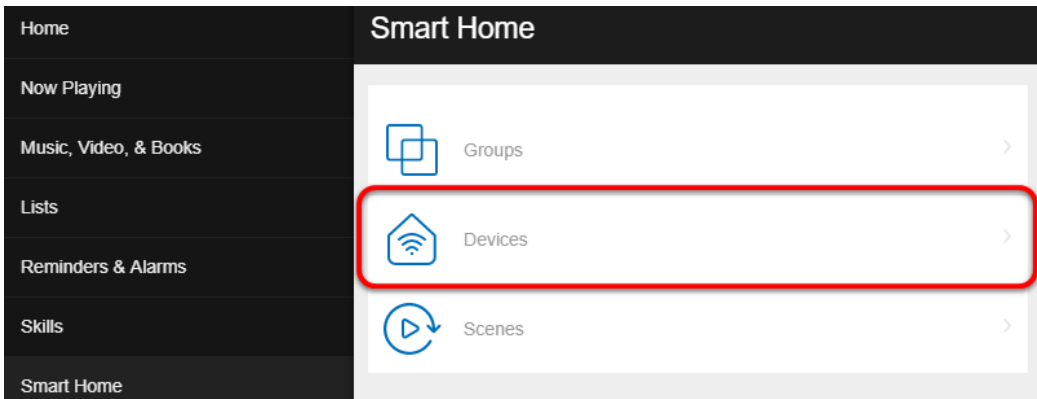 Home
Now Playing
Music, Video, & Books
Lists
Reminders & Alarms
Skills
Smart Home
Smart Home
Groups
Devices
Scenes